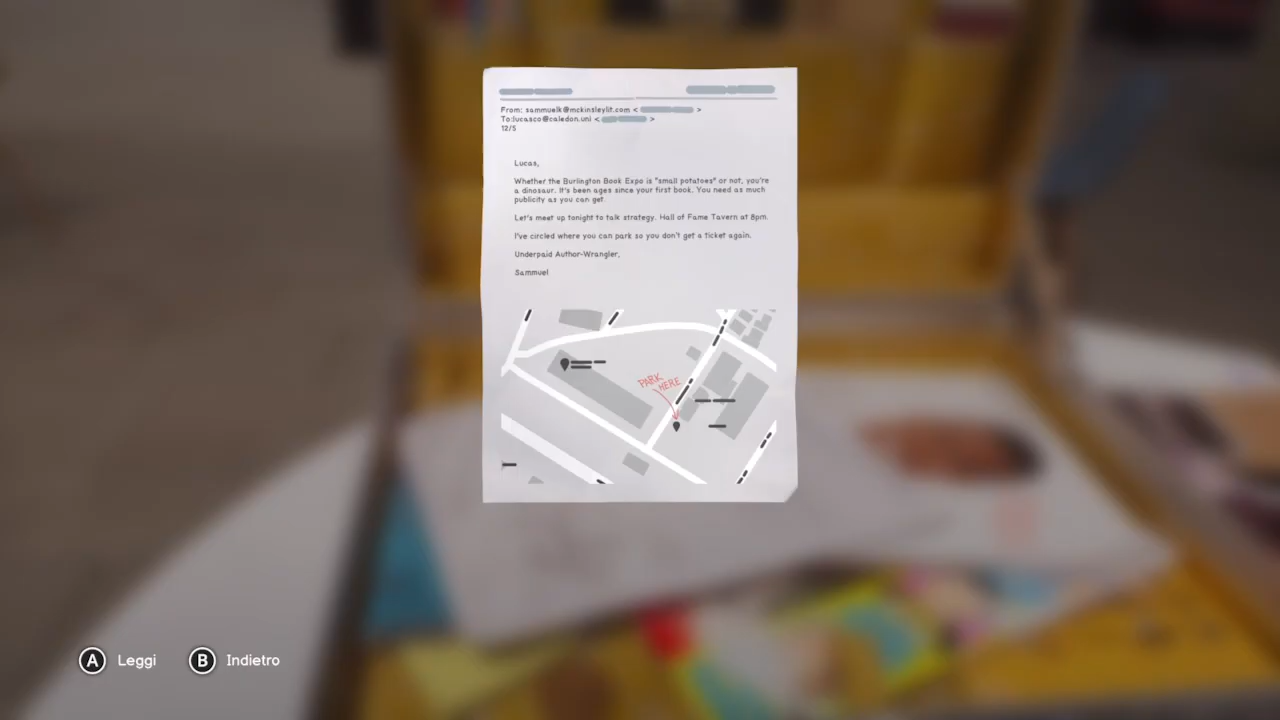 From: sammuelk@mckinsleylit.com < >
To:lucasco@caledon.uni < >
12/5
Lucas,
Whether the Burlington Book Expo is "small potatoes" or not, you're
a dinosaur. It's been ages since your first book. You need as much
publicity as you can get.
Let's meet up tonight to talk strategy. Hall of Fame Tavern at 8pm.
I've circled where you can park so you don't get a ticket again.
Underpaid Author-Wrangler,
Sammuel
PARK
HERE
A Leggi B Indietro